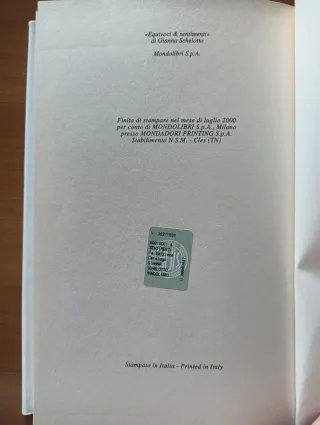 «Equivoci & sentimenti»
di Gianna Schelotto
Mondolibri S.p.A.
Finito di stampare nel mese di luglio 2000
per conto di MONDOLIBRI S.p.A., Milano
presso MONDADORI PRINTING S.p.A.
Stabilimento N.S.M. - Cles (TN)
Stampato in Italia - Printed in Italy